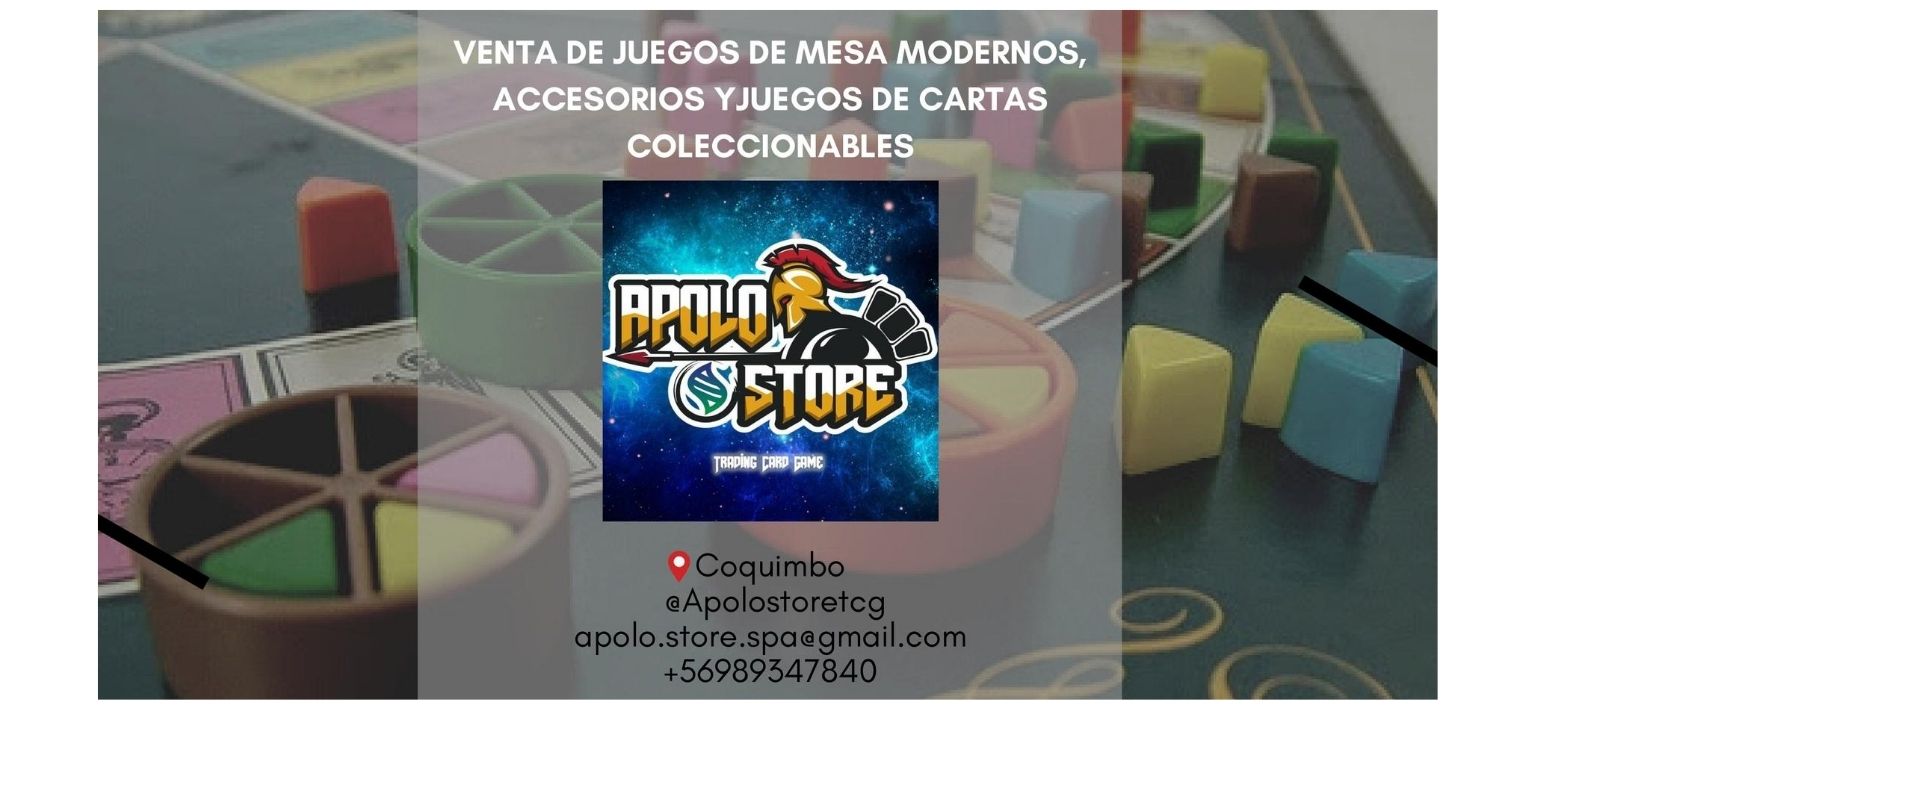 VENTA DE JUEGOS DE MESA MODERNOS,
ACCESORIOS YJUEGOS DE CARTAS
COLECCIONABLES
APOLO
STORE
TRADING CARD GAME
Coquimbo
@Apolostoretcg
apolo.store.spa@gmail.com
+56989347840